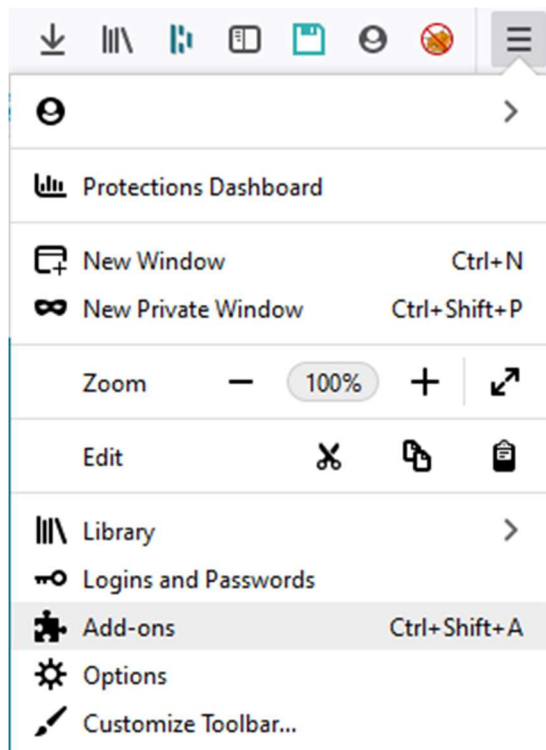 Protections Dashboard
New Window Ctrl+N
New Private Window Ctrl+Shift+P
Zoom 100%
Edit
Library
Logins and Passwords
Add-ons Ctrl+Shift+A
Options
Customize Toolbar...